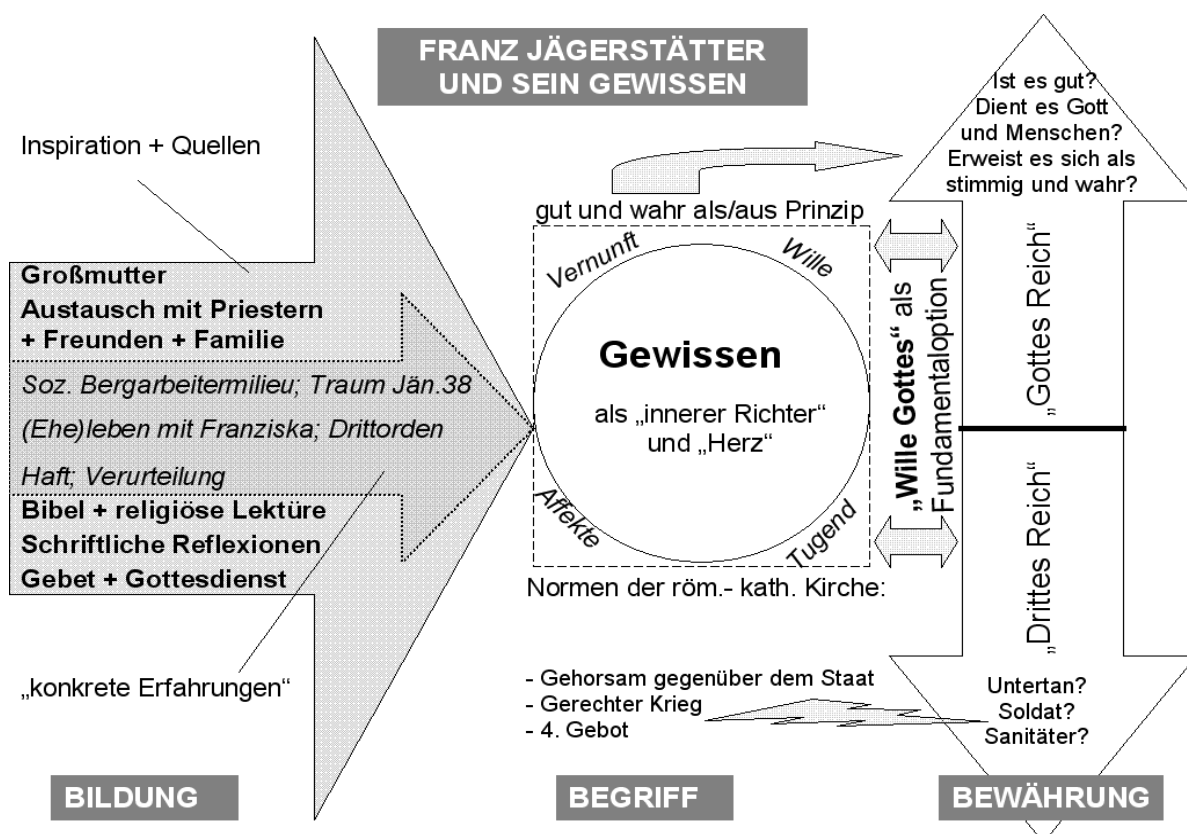 FRANZ JÄGERSTÄTTER
UND SEIN GEWISSEN
Inspiration + Quellen
Großmutter
Austausch mit Priestern
+ Freunden + Familie
Soz. Bergarbeitermilieu; Traum Jän.38
(Ehe)leben mit Franziska; Drittorden
Haft; Verurteilung
Bibel + religiöse Lektüre
Schriftliche Reflexionen
Gebet + Gottesdienst
„konkrete Erfahrungen“
BILDUNG
gut und wahr als/aus Prinzip
Vernunft
Wille
Gewissen
als „innerer Richter“
und „Herz“
Affekte
Tugend
Normen der röm.- kath. Kirche:
- Gehorsam gegenüber dem Staat
- Gerechter Krieg
- 4. Gebot
BEGRIFF
„Wille Gottes“ als
Fundamentaloption
Ist es gut?
Dient es Gott
und Menschen?
Erweist es sich als
stimmig und wahr?
„Gottes Reich“
„Drittes Reich“
Untertan?
Soldat?
Sanitäter?
BEWÄHRUNG